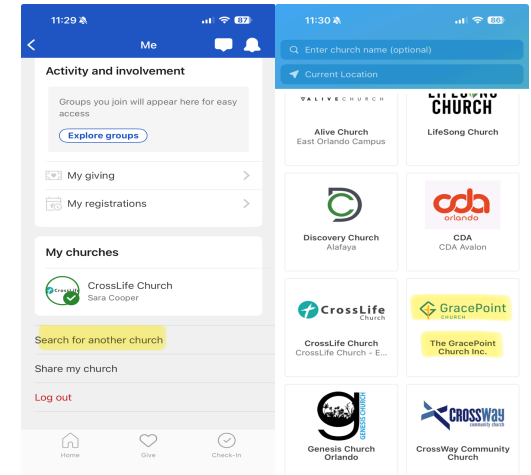 11:29
87
Me
Activity and involvement
Groups you join will appear here for easy
access
Explore groups
My giving
My registrations
My churches
CrossLife Church
Sara Cooper
Search for another church
Share my church
Log out
Home
Give
Check-In
11:30
86
Enter church name (optional)
Current Location
ALIVE CHURCH
Alive Church
East Orlando Campus
LIFESONG
CHURCH
LifeSong Church
Discovery Church
Alafaya
cda
orlando
CDA
CDA Avalon
CrossLife
Church
CrossLife Church
CrossLife Church - E...
GracePoint
CHURCH
The GracePoint
Church Inc.
GENESIS CHURCH
Genesis Church
Orlando
CROSSWAY
community church
CrossWay Community
Church